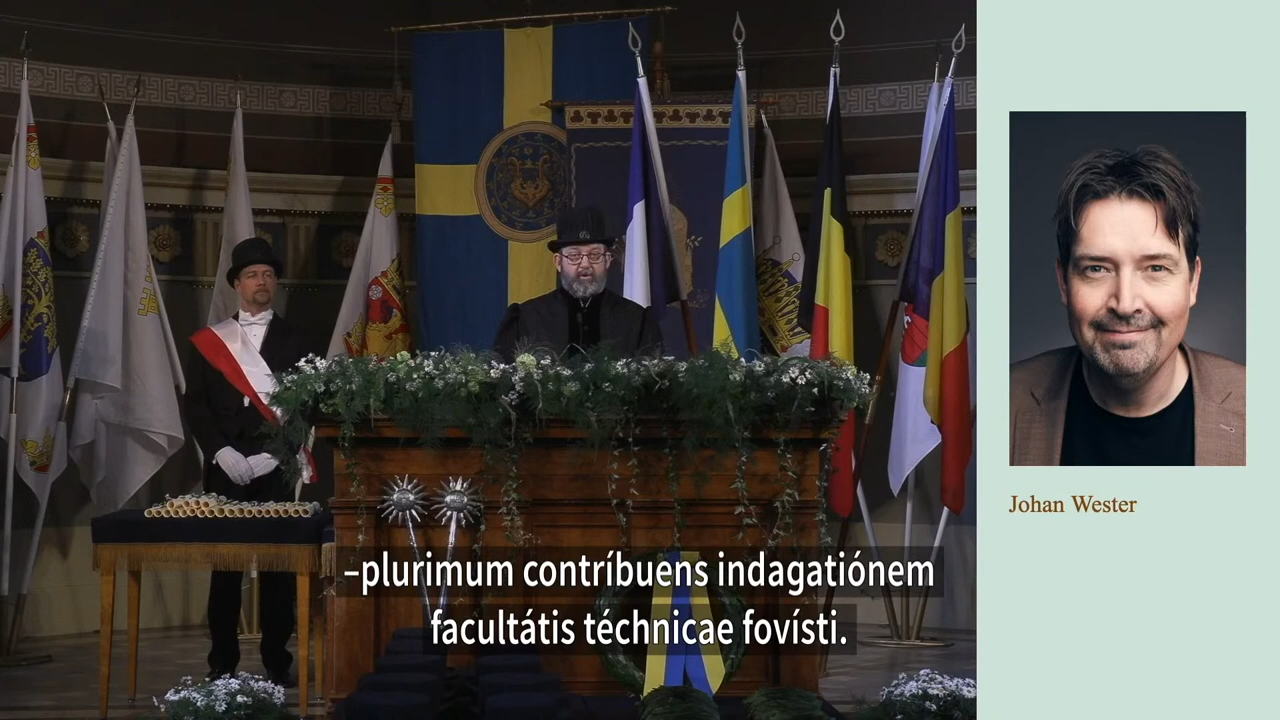 –plurimum contríbuens indagatiónem
facultátis téchnicae fovísti.
Johan Wester